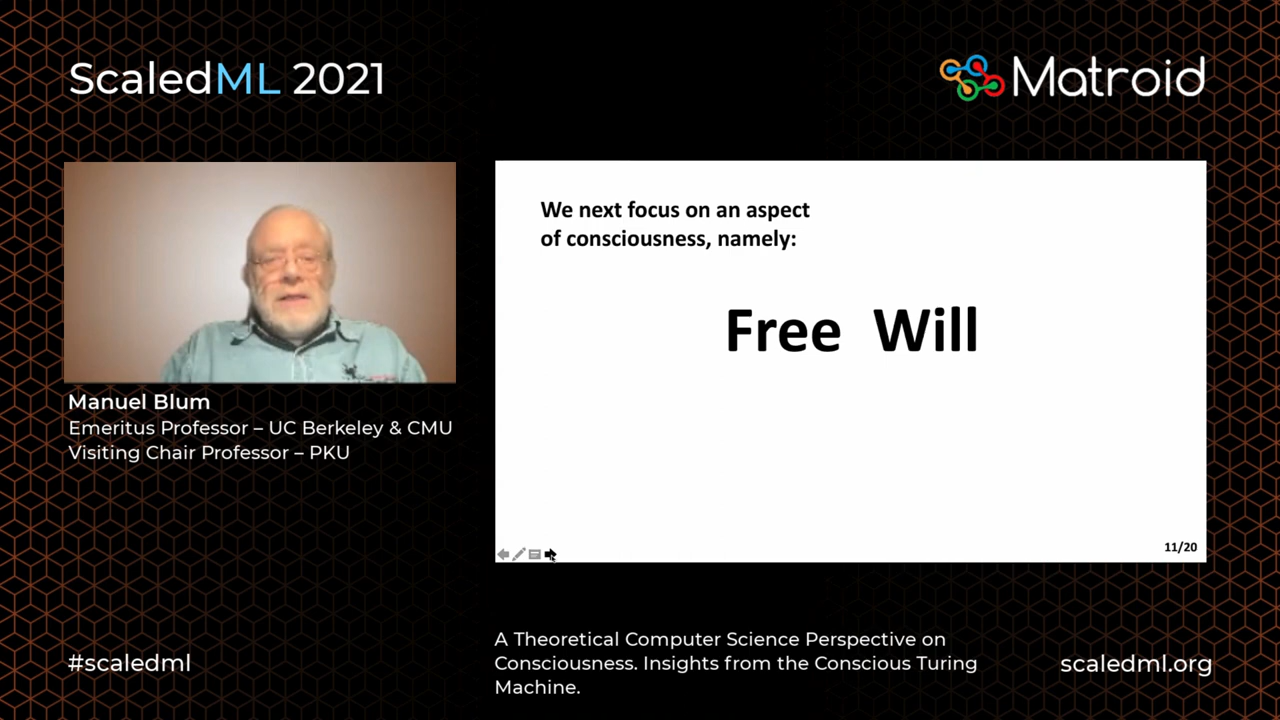 ScaledML 2021
Matroid
We next focus on an aspect
of consciousness, namely:
Free Will
11/20
Manuel Blum
Emeritus Professor – UC Berkeley & CMU
Visiting Chair Professor – PKU
#scaledml
A Theoretical Computer Science Perspective on
Consciousness. Insights from the Conscious Turing
Machine.
scaledml.org